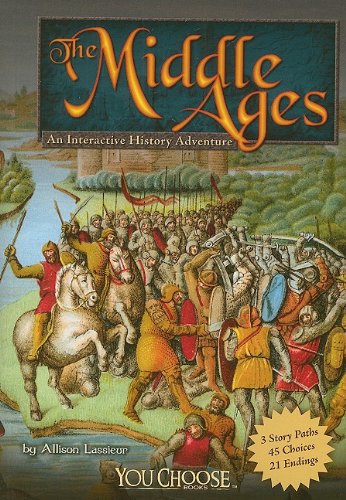 The Middle
Ages
An Interactive History Adventure
3 Story Paths
45 Choices
21 Endings
by Allison Lassieur
YOU CHOOSE
BOOKS